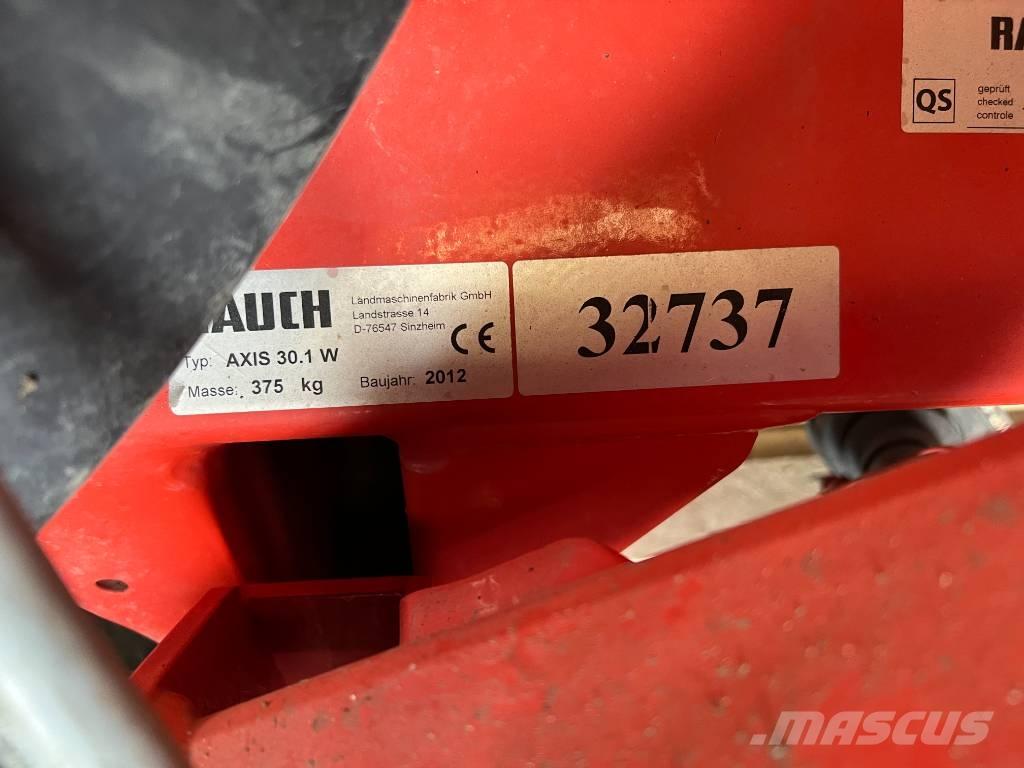 QS
geprüft
checked
controle
AUCH
Landmaschinenfabrik GmbH
Landstrasse 14
D-76547 Sinzheim
CE
Typ: AXIS 30.1 W
Masse: 375 kg
Baujahr: 2012
32737
MASCUS